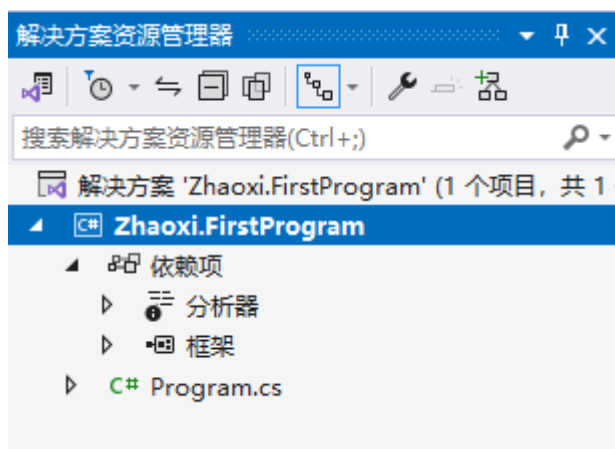 解决方案资源管理器
搜索解决方案资源管理器(Ctrl+;)
解决方案 'Zhaoxi.FirstProgram' (1 个项目，共 1
C# Zhaoxi.FirstProgram
依赖项
分析器
框架
C# Program.cs